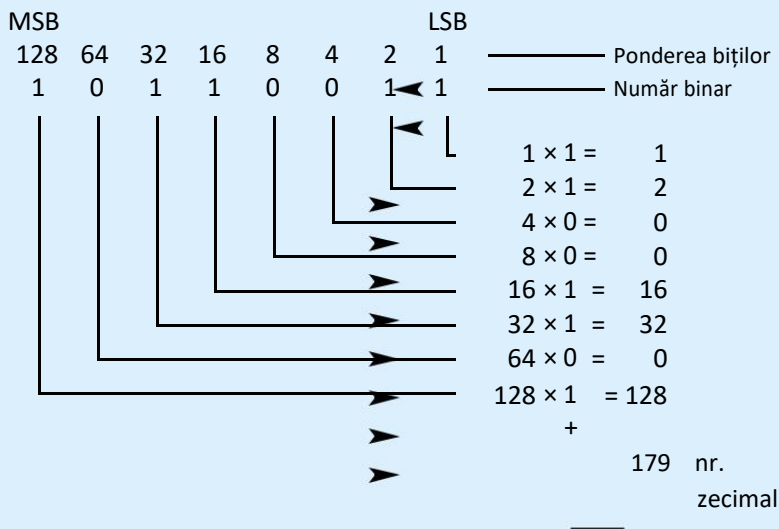 MSB LSB
128 64 32 16 8 4 2 1 Ponderea biților
1 0 1 1 0 0 1 1 Număr binar
1 × 1 = 1
2 × 1 = 2
4 × 0 = 0
8 × 0 = 0
16 × 1 = 16
32 × 1 = 32
64 × 0 = 0
128 × 1 = 128
+
179 nr.
zecimal